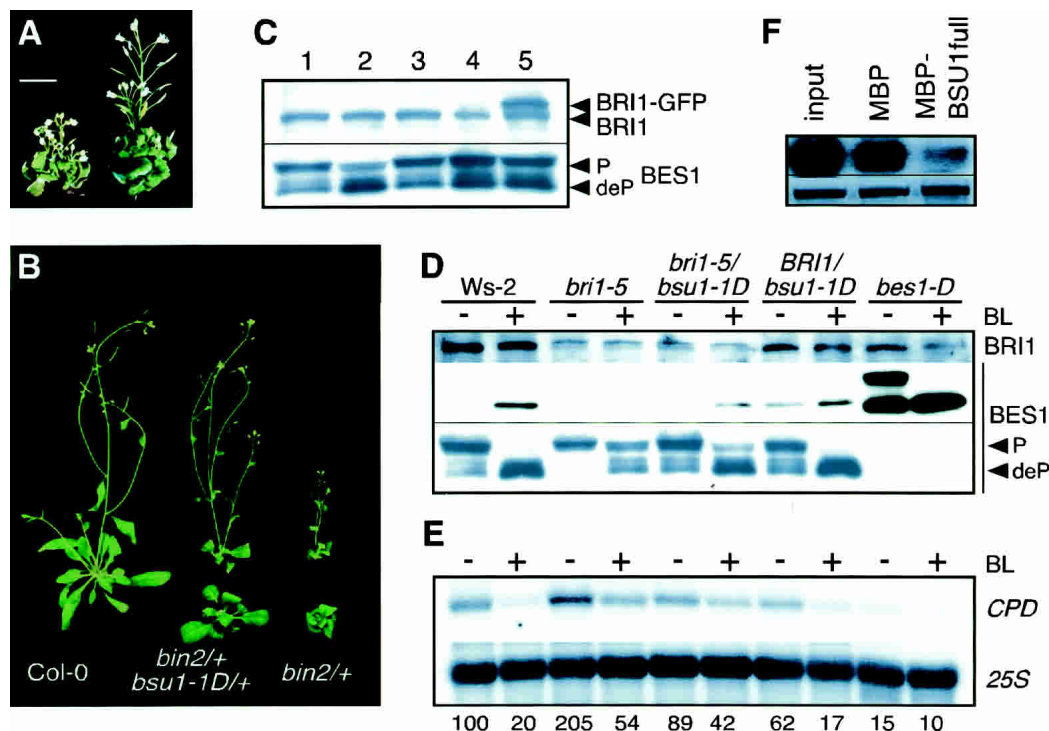 A
B
Col-0
bin2/+
bsu1-1D/+
bin2/+
C
1 2 3 4 5
BRI1-GFP
BRI1
P
BES1
deP
F
input
MBP
MBP-
BSU1full
D
Ws-2
bri1-5
bri1-5/
bsu1-1D
BRI1/
bsu1-1D
bes1-D
- + - + - + - + - + BL
BRI1
BES1
P
deP
E
- + - + - + - + - + BL
CPD
25S
100 20 205 54 89 42 62 17 15 10